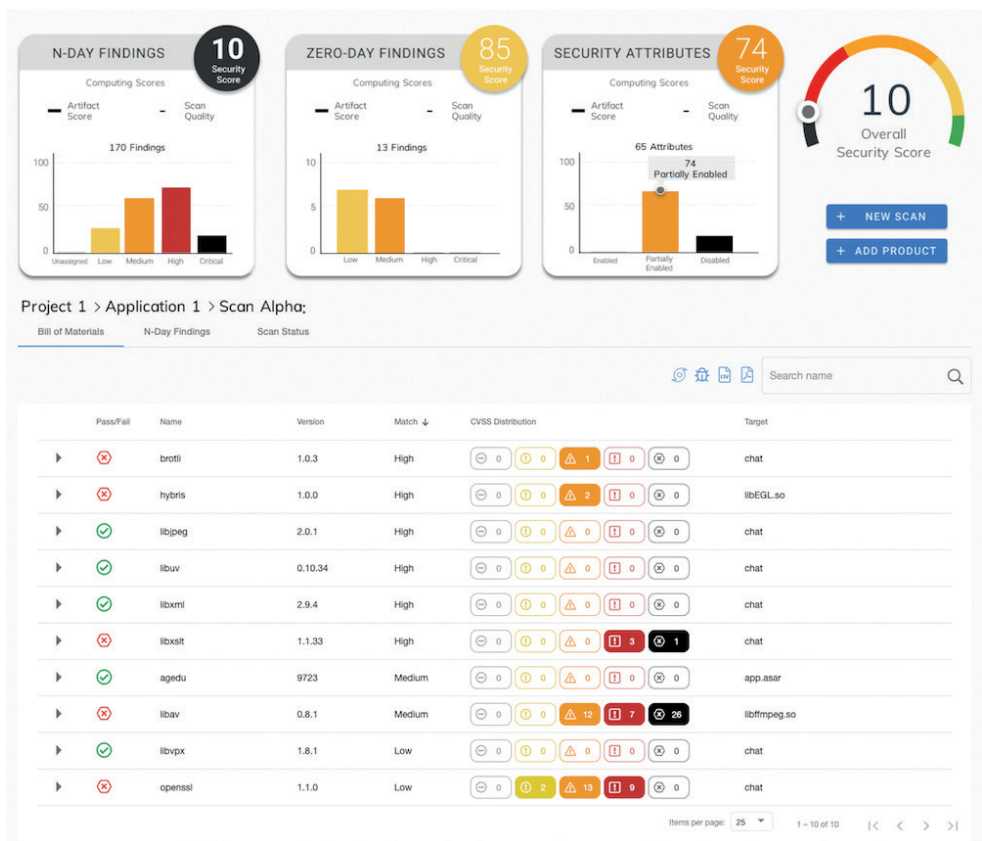 N-DAY FINDINGS
10
Security
Score
Computing Scores
Artifact
Score
Scan
Quality
170 Findings
100
50
0
Unassigned Low Medium High Critical
ZERO-DAY FINDINGS
85
Security
Score
Computing Scores
Artifact
Score
Scan
Quality
13 Findings
10
5
0
Low Medium High Critical
SECURITY ATTRIBUTES
74
Security
Score
Computing Scores
Artifact
Score
Scan
Quality
65 Attributes
74
Partially Enabled
100
50
0
Enabled Partially Enabled Disabled
10
Overall
Security Score
+ NEW SCAN
+ ADD PRODUCT
Project 1 > Application 1 > Scan Alpha;
Bill of Materials N-Day Findings Scan Status
CSV Search name
Pass/Fail Name Version Match CVSS Distribution Target
brotli 1.0.3 High 0 0 1 0 0 chat
hybris 1.0.0 High 0 0 2 0 0 libEGL.so
libjpeg 2.0.1 High 0 0 0 0 0 chat
libuv 0.10.34 High 0 0 0 0 0 chat
libxml 2.9.4 High 0 0 0 0 0 chat
libxslt 1.1.33 High 0 0 0 3 1 chat
agedu 9723 Medium 0 0 0 0 0 app.asar
libav 0.8.1 Medium 0 0 12 7 26 libffmpeg.so
libvpx 1.8.1 Low 0 0 0 0 0 chat
openssl 1.1.0 Low 0 2 13 9 0 chat
Items per page: 25 1 – 10 of 10